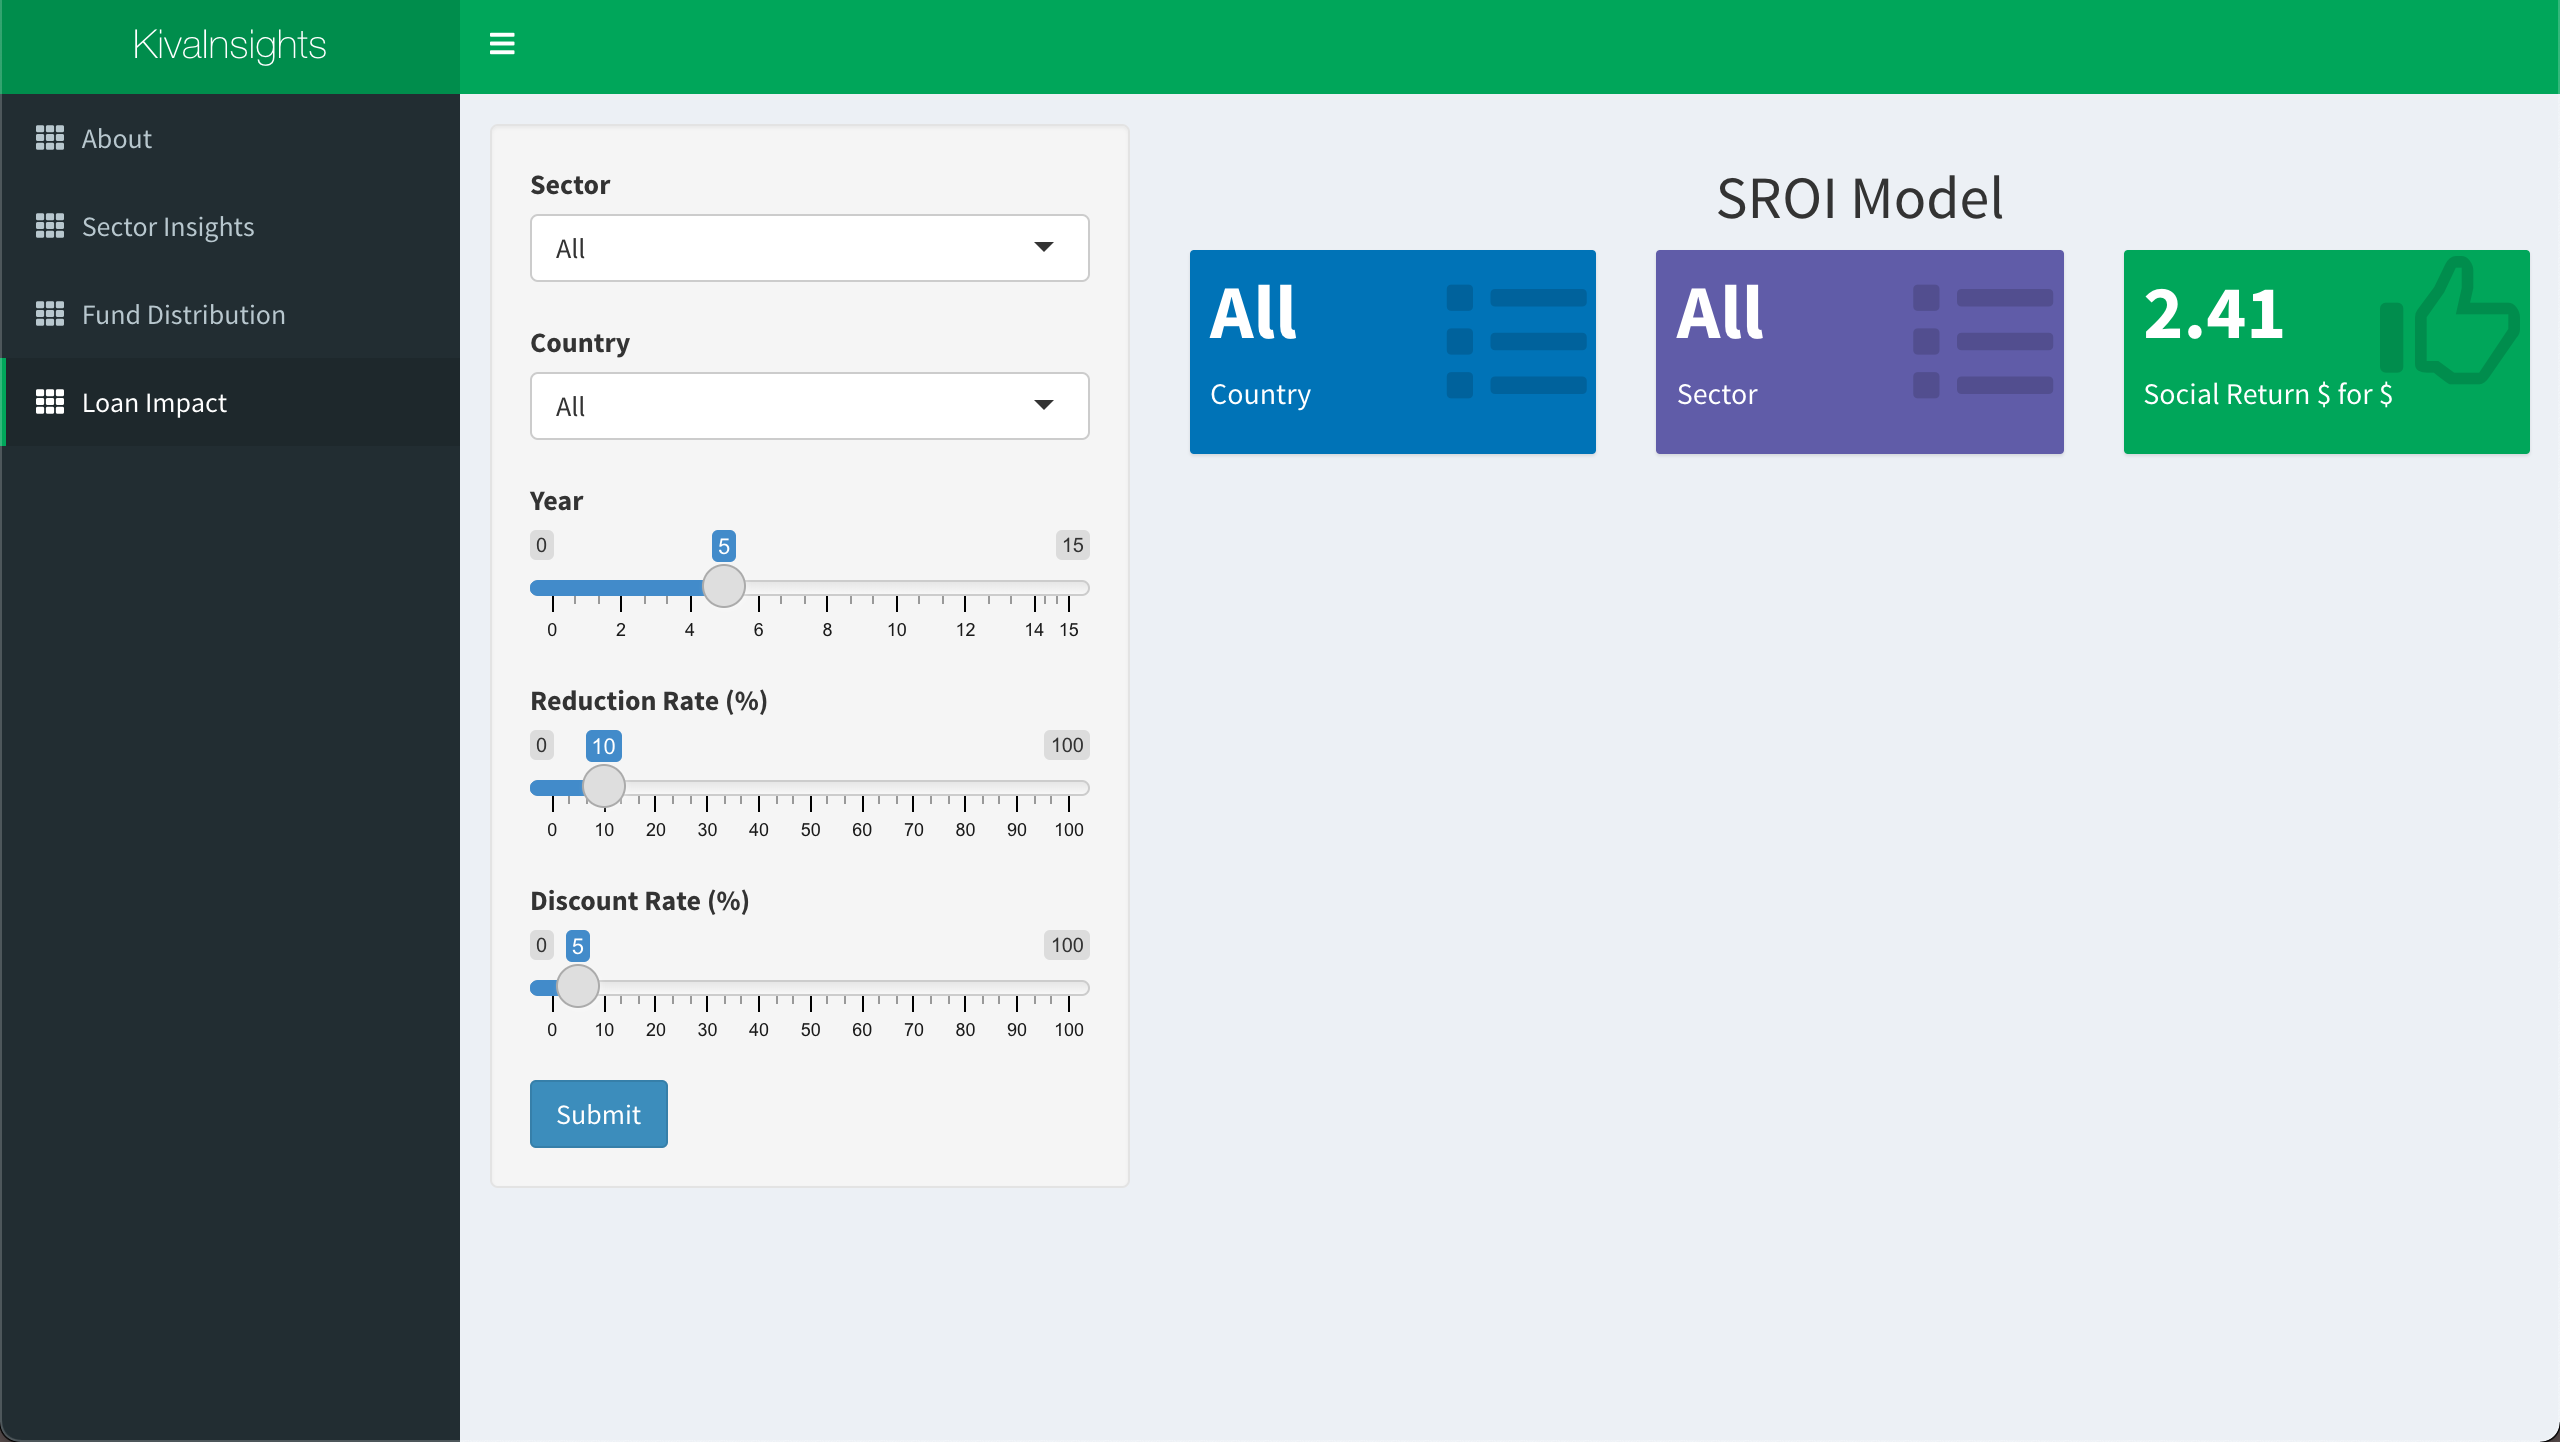 KivaInsights
About
Sector Insights
Fund Distribution
Loan Impact
Sector
All
Country
All
Year
0 5 15
0 2 4 6 8 10 12 14 15
Reduction Rate (%)
0 10 100
0 10 20 30 40 50 60 70 80 90 100
Discount Rate (%)
0 5 100
0 10 20 30 40 50 60 70 80 90 100
Submit
SROI Model
All
Country
All
Sector
2.41
Social Return $ for $